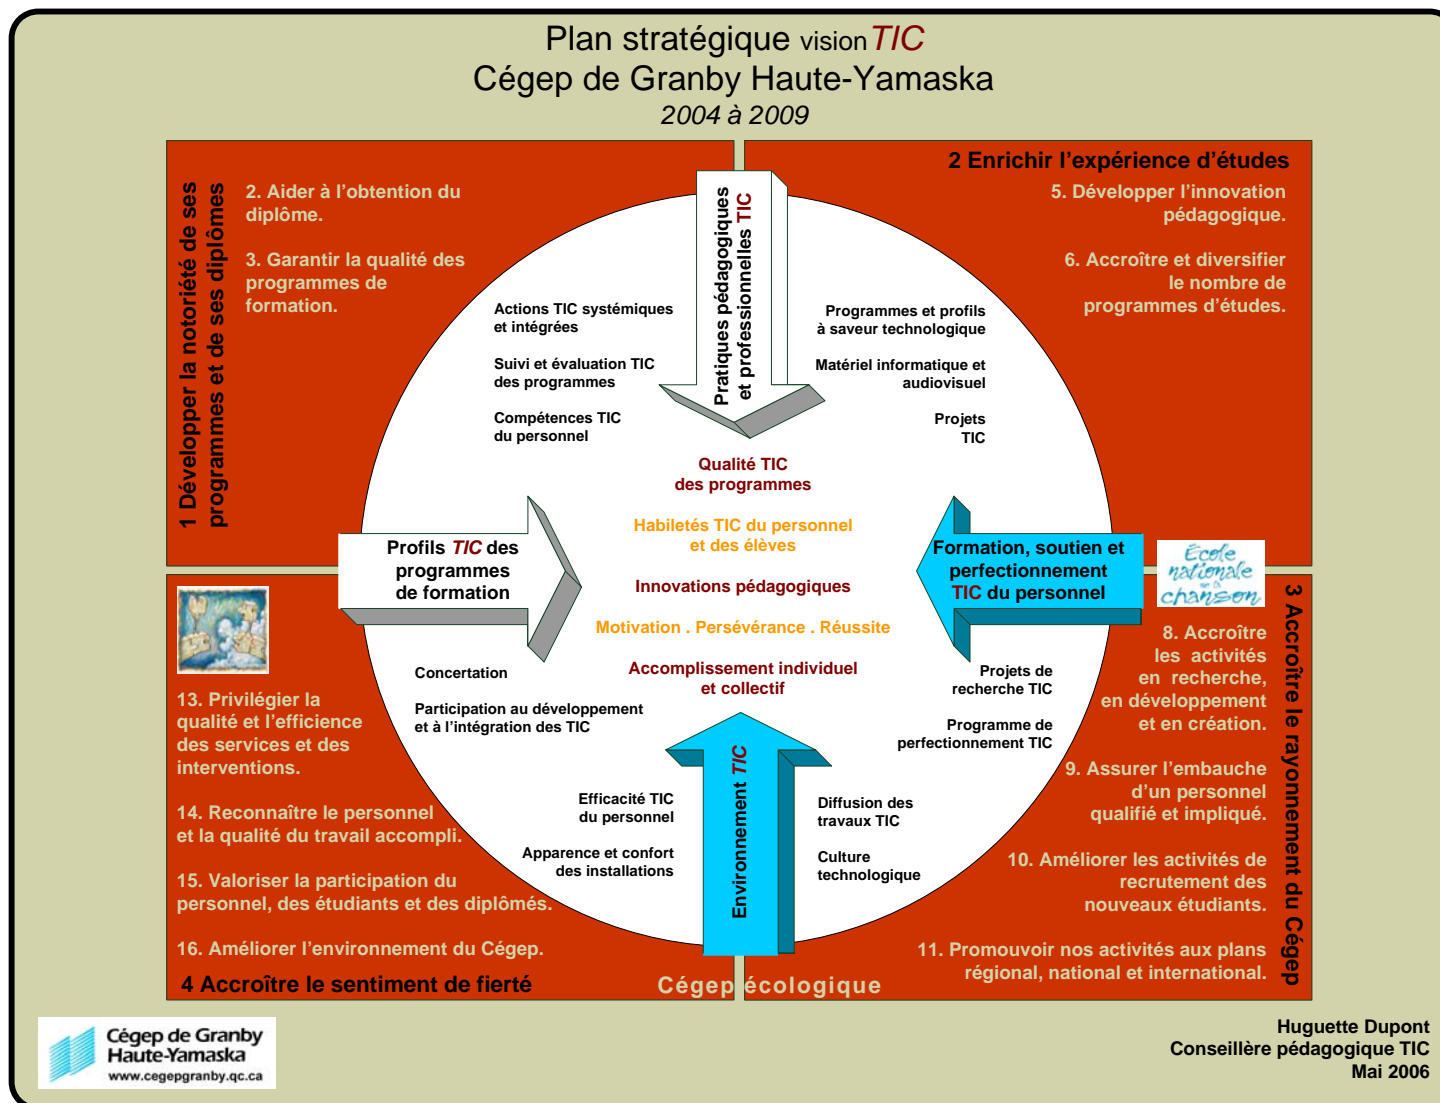 Plan stratégique vision TIC
Cégep de Granby Haute-Yamaska
2004 à 2009
1 Développer la notoriété de ses
programmes et de ses diplômes
2. Aider à l’obtention du
diplôme.
3. Garantir la qualité des
programmes de
formation.
2 Enrichir l’expérience d’études
5. Développer l’innovation
pédagogique.
6. Accroître et diversifier
le nombre de
programmes d’études.
Pratiques pédagogiques
et professionnelles TIC
Actions TIC systémiques
et intégrées
Suivi et évaluation TIC
des programmes
Compétences TIC
du personnel
Programmes et profils
à saveur technologique
Matériel informatique et
audiovisuel
Projets
TIC
Qualité TIC
des programmes
Habiletés TIC du personnel
et des élèves
Innovations pédagogiques
Motivation . Persévérance . Réussite
Accomplissement individuel
et collectif
Profils TIC des
programmes
de formation
Formation, soutien et
perfectionnement
TIC du personnel
École
nationale
de la
chanson
Concertation
Participation au développement
et à l’intégration des TIC
Efficacité TIC
du personnel
Apparence et confort
des installations
Environnement TIC
Projets de
recherche TIC
Programme de
perfectionnement TIC
Diffusion des
travaux TIC
Culture
technologique
13. Privilégier la
qualité et l’efficience
des services et des
interventions.
14. Reconnaître le personnel
et la qualité du travail accompli.
15. Valoriser la participation du
personnel, des étudiants et des diplômés.
16. Améliorer l’environnement du Cégep.
4 Accroître le sentiment de fierté
3 Accroître le rayonnement du Cégep
8. Accroître
les activités
en recherche,
en développement
et en création.
9. Assurer l’embauche
d’un personnel
qualifié et impliqué.
10. Améliorer les activités de
recrutement des
nouveaux étudiants.
11. Promouvoir nos activités aux plans
régional, national et international.
Cégep écologique
Cégep de Granby
Haute-Yamaska
www.cegepgranby.qc.ca
Huguette Dupont
Conseillère pédagogique TIC
Mai 2006